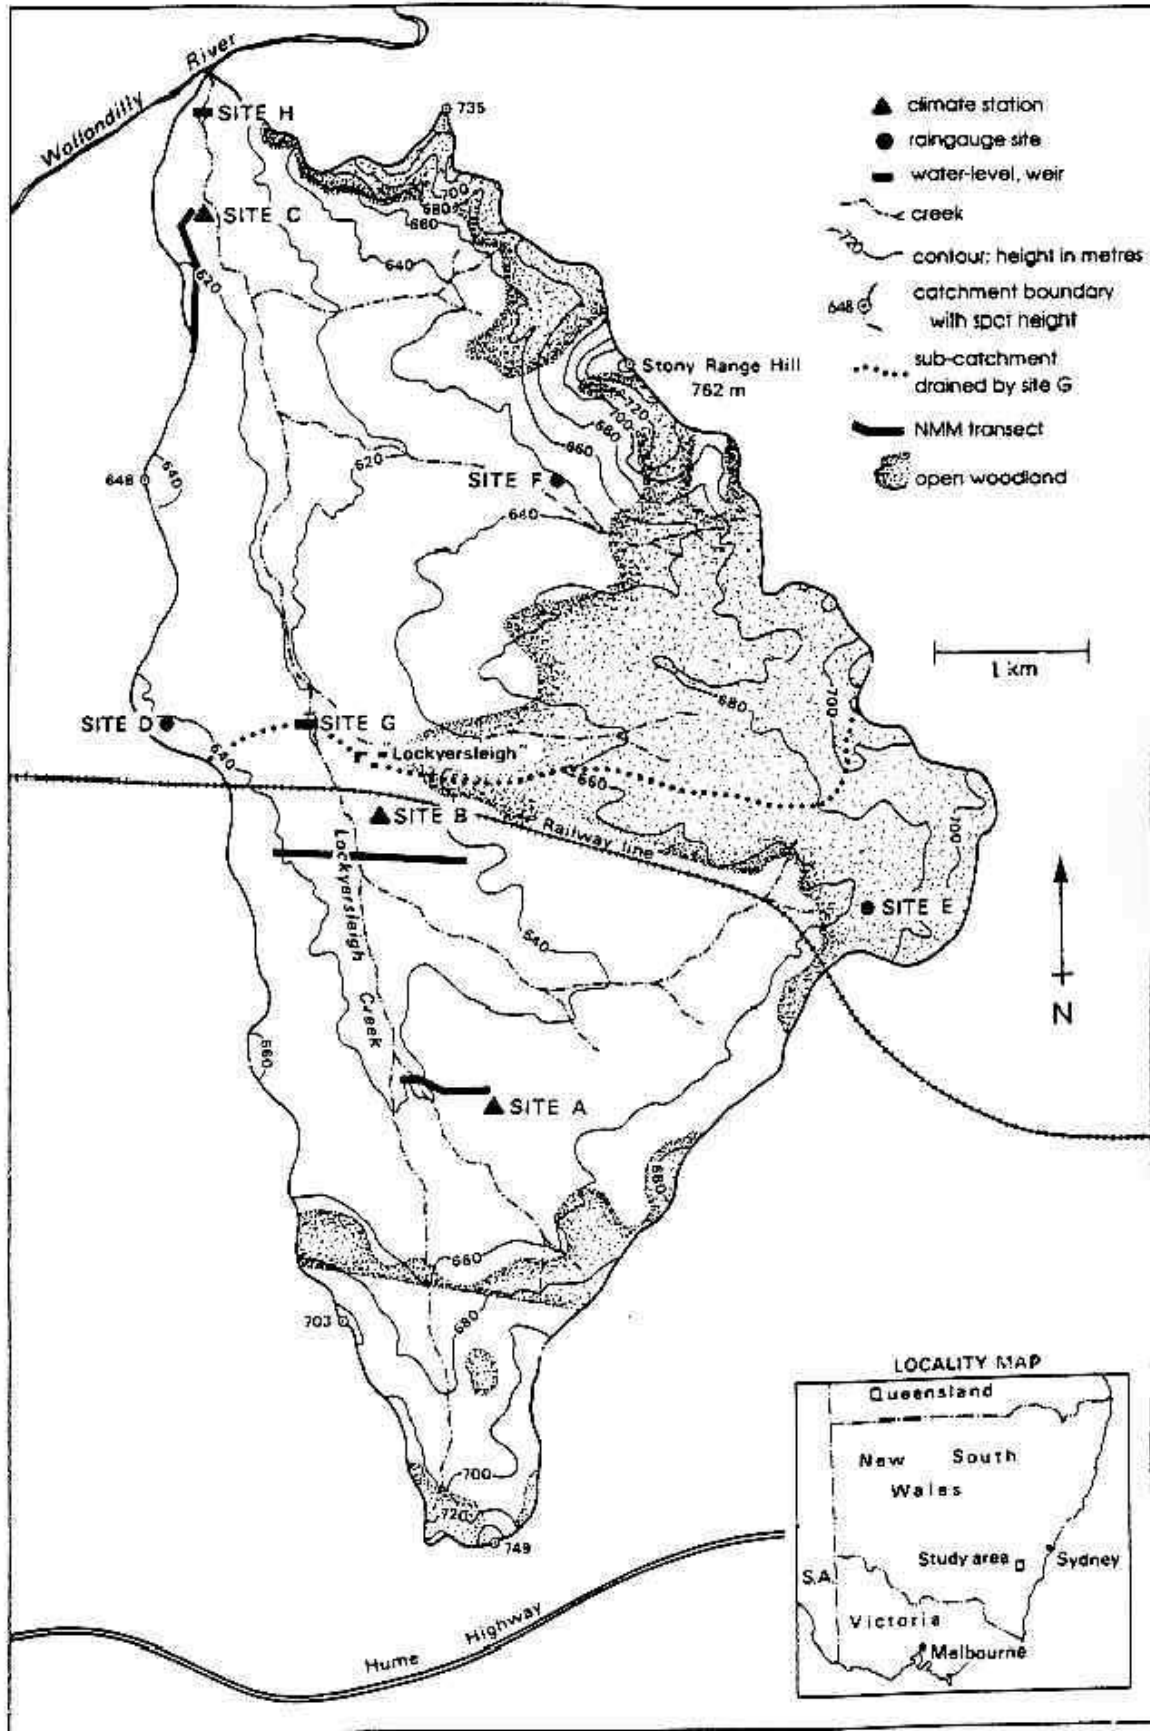 Wollondilly River
SITE H
735
climate station
raingauge site
water-level, weir
creek
720
contour; height in metres
648
catchment boundary
with spot height
sub-catchment
drained by site G
NMM transect
open woodland
SITE C
700
680
660
640
620
Stony Range Hill
762 m
720
700
680
660
620
640
648
SITE F
640
1 km
680
700
SITE D
SITE G
640
Lockyersleigh
660
SITE B
Railway line
700
Lockyersleigh Creek
SITE E
640
N
660
SITE A
680
660
703
680
700
720
749
LOCALITY MAP
Queensland
New South
Wales
Study area
Sydney
S.A.
Victoria
Melbourne
Hume Highway